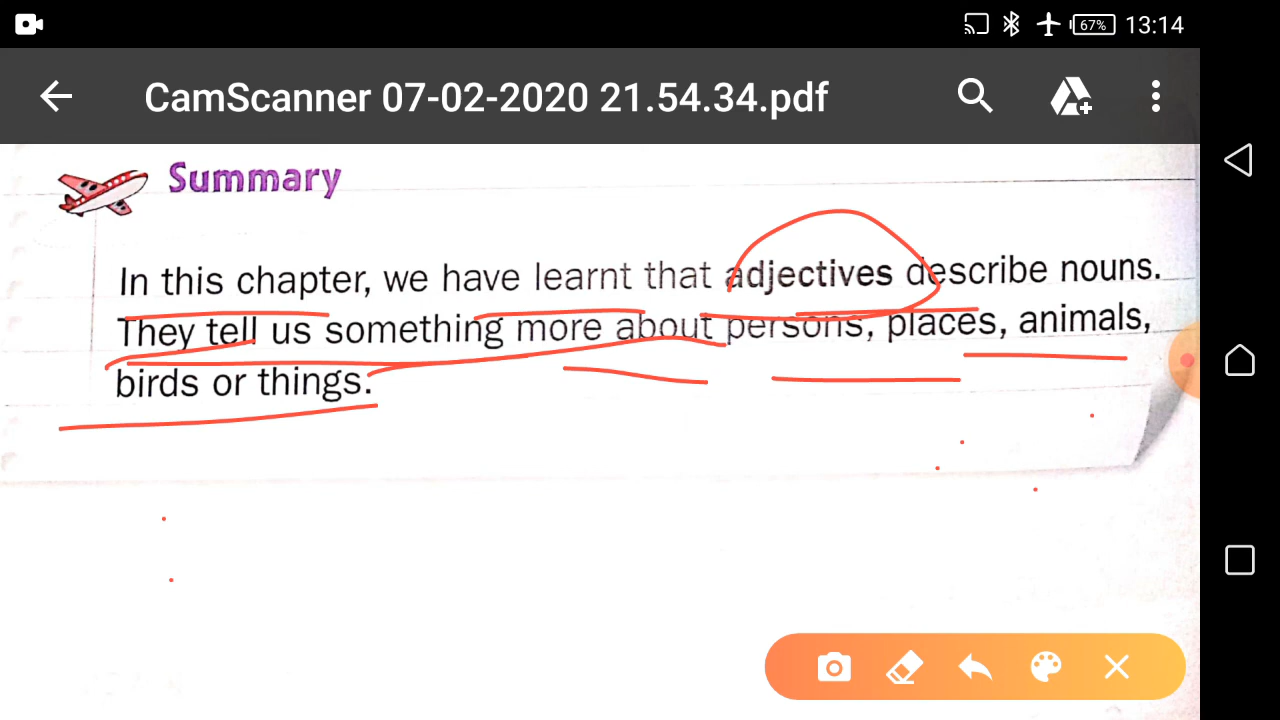 67% 13:14
CamScanner 07-02-2020 21.54.34.pdf
Summary
In this chapter, we have learnt that adjectives describe nouns.
They tell us something more about persons, places, animals,
birds or things.